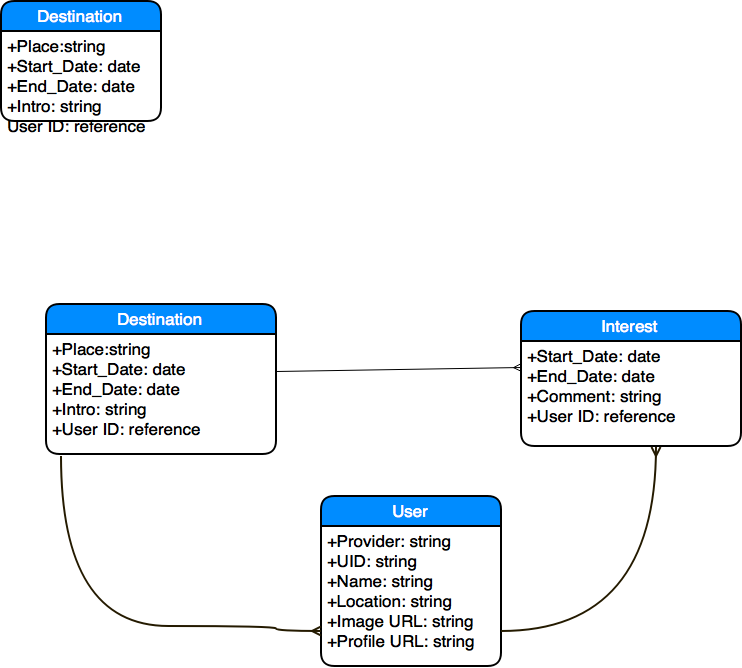 Destination
+Place:string
+Start_Date: date
+End_Date: date
+Intro: string
User ID: reference
Destination
+Place:string
+Start_Date: date
+End_Date: date
+Intro: string
+User ID: reference
Interest
+Start_Date: date
+End_Date: date
+Comment: string
+User ID: reference
User
+Provider: string
+UID: string
+Name: string
+Location: string
+Image URL: string
+Profile URL: string